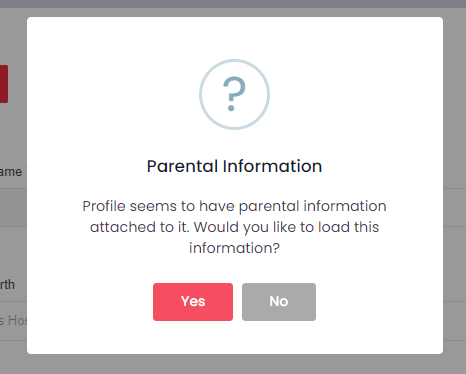 ?
Parental Information
Profile seems to have parental information
attached to it. Would you like to load this
information?
Yes No